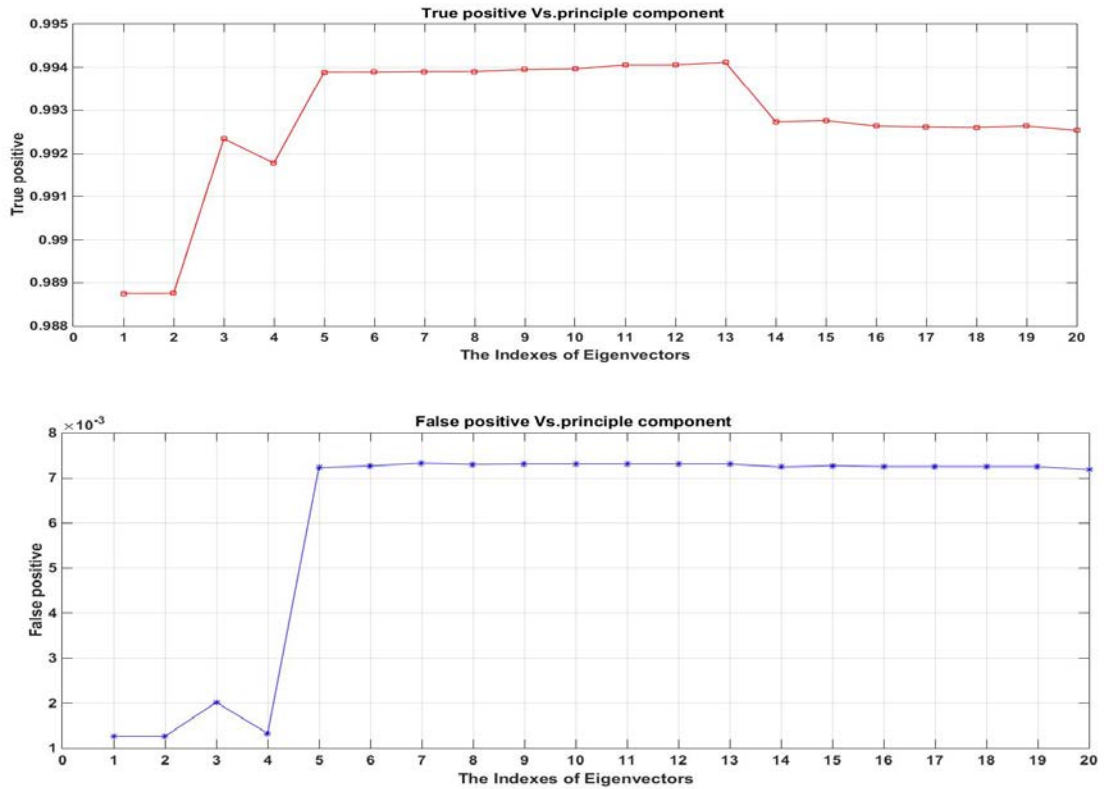 True positive Vs.principle component
0.995
0.994
0.993
0.992
0.991
0.99
0.989
0.988
True positive
0 1 2 3 4 5 6 7 8 9 10 11 12 13 14 15 16 17 18 19 20
The Indexes of Eigenvectors
False positive Vs.principle component
×10-3
8
7
6
5
4
3
2
1
False positive
0 1 2 3 4 5 6 7 8 9 10 11 12 13 14 15 16 17 18 19 20
The Indexes of Eigenvectors